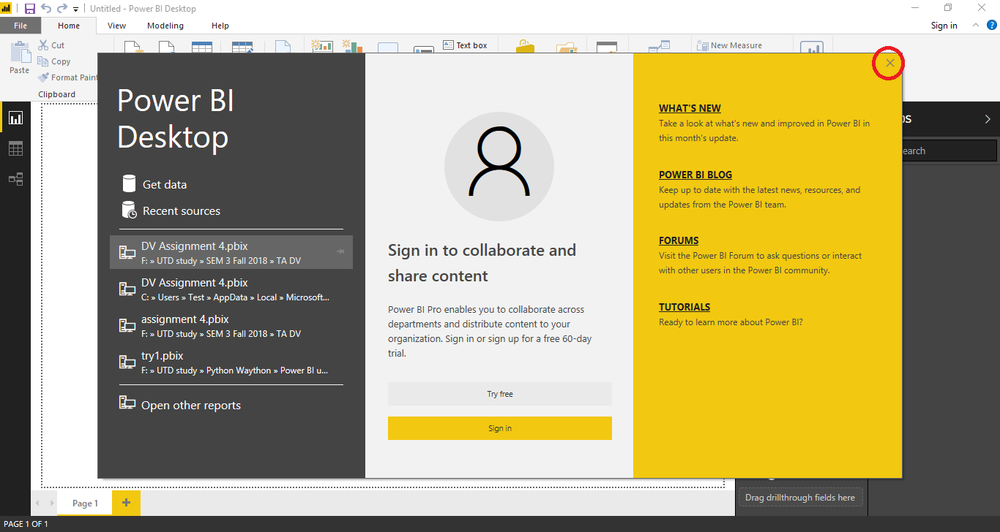 Untitled - Power BI Desktop
File
Home
View
Modeling
Help
Sign in
?
Paste
Cut
Copy
Format Paint
Clipboard
Text box
New Measure
Power BI
Desktop
Get data
Recent sources
DV Assignment 4.pbix
F: » UTD study » SEM 3 Fall 2018 » TA DV
DV Assignment 4.pbix
C: » Users » Test » AppData » Local » Microsoft...
assignment 4.pbix
F: » UTD study » SEM 3 Fall 2018 » TA DV
try1.pbix
F: » UTD study » Python Waython » Power BI u...
Open other reports
Sign in to collaborate and
share content
Power BI Pro enables you to collaborate across
departments and distribute content to your
organization. Sign in or sign up for a free 60-day
trial.
Try free
Sign in
WHAT'S NEW
Take a look at what's new and improved in Power BI in
this month's update.
POWER BI BLOG
Keep up to date with the latest news, resources, and
updates from the Power BI team.
FORUMS
Visit the Power BI Forum to ask questions or interact
with other users in the Power BI community.
TUTORIALS
Ready to learn more about Power BI?
DS
earch
Drag drillthrough fields here
Page 1
PAGE 1 OF 1